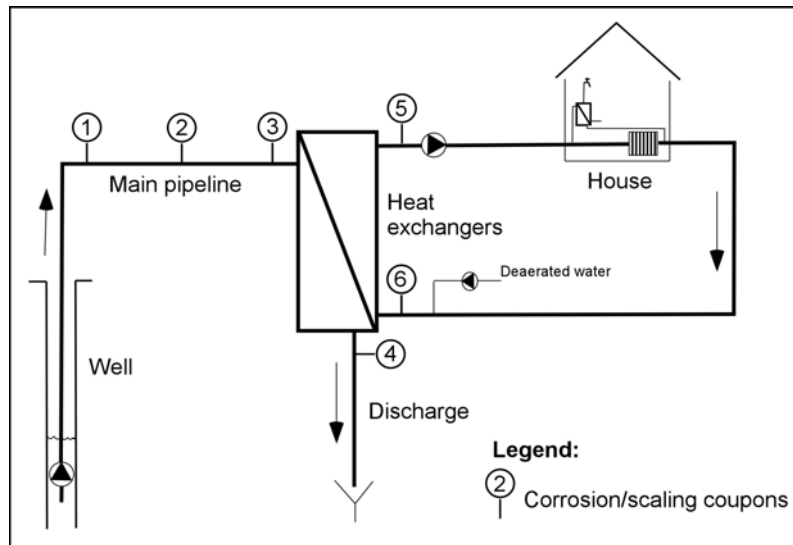 1
2
3
5
Main pipeline
House
Heat
exchangers
6
Deaerated water
4
Well
Discharge
Legend:
2
Corrosion/scaling coupons